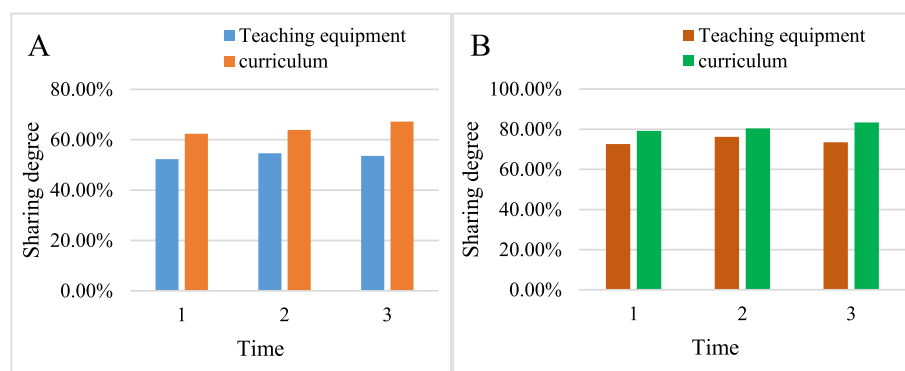 A
Teaching equipment
curriculum
80.00%
60.00%
40.00%
20.00%
0.00%
Sharing degree
1 2 3
Time
B
Teaching equipment
curriculum
100.00%
80.00%
60.00%
40.00%
20.00%
0.00%
Sharing degree
1 2 3
Time